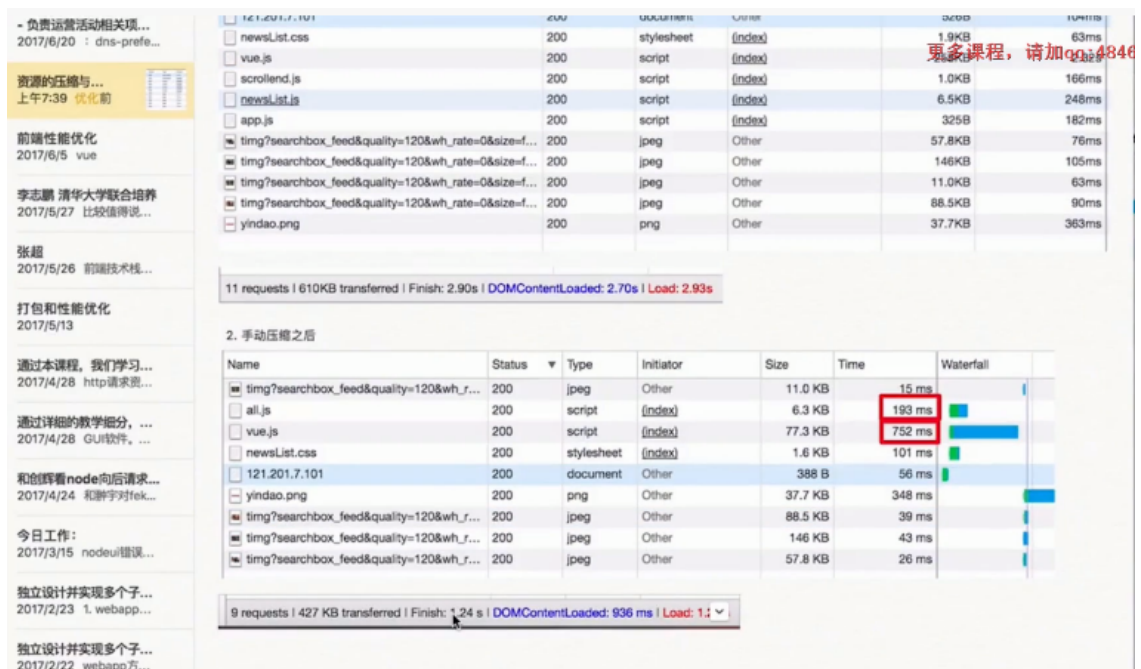 - 负责运营活动相关项...
2017/6/20 : dns-prefe...
资源的压缩与...
上午7:39 优化前
前端性能优化
2017/6/5 vue
李志鹏 清华大学联合培养
2017/5/27 比较值得说...
张超
2017/5/26 前端技术栈...
打包和性能优化
2017/5/13
通过本课程，我们学习...
2017/4/28 http请求资...
通过详细的教学细分，...
2017/4/28 GUI软件。...
和创辉看node向后请求...
2017/4/24 和翀宇对fek...
今日工作：
2017/3/15 nodeui错误...
独立设计并实现多个子...
2017/2/23 1. webapp...
独立设计并实现多个子...
2017/2/22 webapp方...
121.201.7.101 200 document Other 526B 104ms
newsList.css 200 stylesheet (index) 1.9KB 63ms
更多课程，请加qq:4846
vue.js 200 script (index)
scrollend.js 200 script (index) 1.0KB 166ms
newsList.js 200 script (index) 6.5KB 248ms
app.js 200 script (index) 325B 182ms
timg?searchbox_feed&quality=120&wh_rate=0&size=f... 200 jpeg Other 57.8KB 76ms
timg?searchbox_feed&quality=120&wh_rate=0&size=f... 200 jpeg Other 146KB 105ms
timg?searchbox_feed&quality=120&wh_rate=0&size=f... 200 jpeg Other 11.0KB 63ms
timg?searchbox_feed&quality=120&wh_rate=0&size=f... 200 jpeg Other 88.5KB 90ms
yindao.png 200 png Other 37.7KB 363ms
11 requests | 610KB transferred | Finish: 2.90s | DOMContentLoaded: 2.70s | Load: 2.93s
2. 手动压缩之后
Name Status ▼ Type Initiator Size Time Waterfall
timg?searchbox_feed&quality=120&wh_r... 200 jpeg Other 11.0 KB 15 ms
all.js 200 script (index) 6.3 KB 193 ms
vue.js 200 script (index) 77.3 KB 752 ms
newsList.css 200 stylesheet (index) 1.6 KB 101 ms
121.201.7.101 200 document Other 388 B 56 ms
yindao.png 200 png Other 37.7 KB 348 ms
timg?searchbox_feed&quality=120&wh_r... 200 jpeg Other 88.5 KB 39 ms
timg?searchbox_feed&quality=120&wh_r... 200 jpeg Other 146 KB 43 ms
timg?searchbox_feed&quality=120&wh_r... 200 jpeg Other 57.8 KB 26 ms
9 requests | 427 KB transferred | Finish: 1.24 s | DOMContentLoaded: 936 ms | Load: 1.2